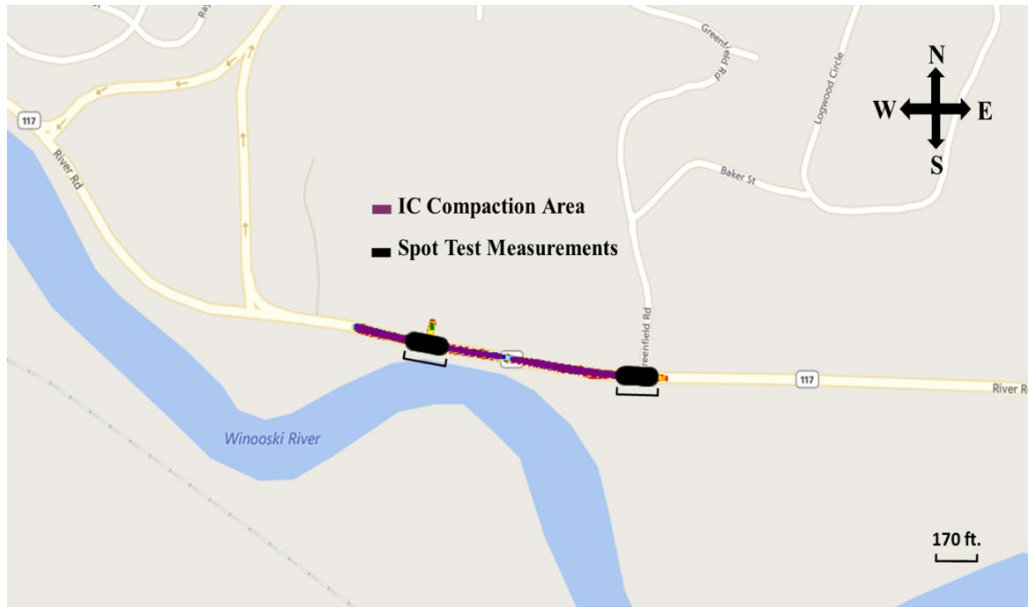 Greenfield
Rd
N
W E
S
Logwood Circle
117
River Rd
Baker St
IC Compaction Area
Spot Test Measurements
reenfield Rd
117
River R
Winooski River
170 ft.